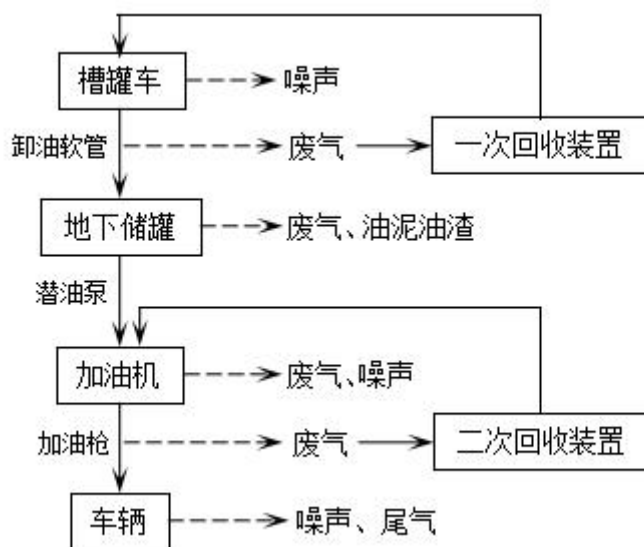 槽罐车
噪声
卸油软管
废气
一次回收装置
地下储罐
废气、油泥油渣
潜油泵
加油机
废气、噪声
加油枪
废气
二次回收装置
车辆
噪声、尾气